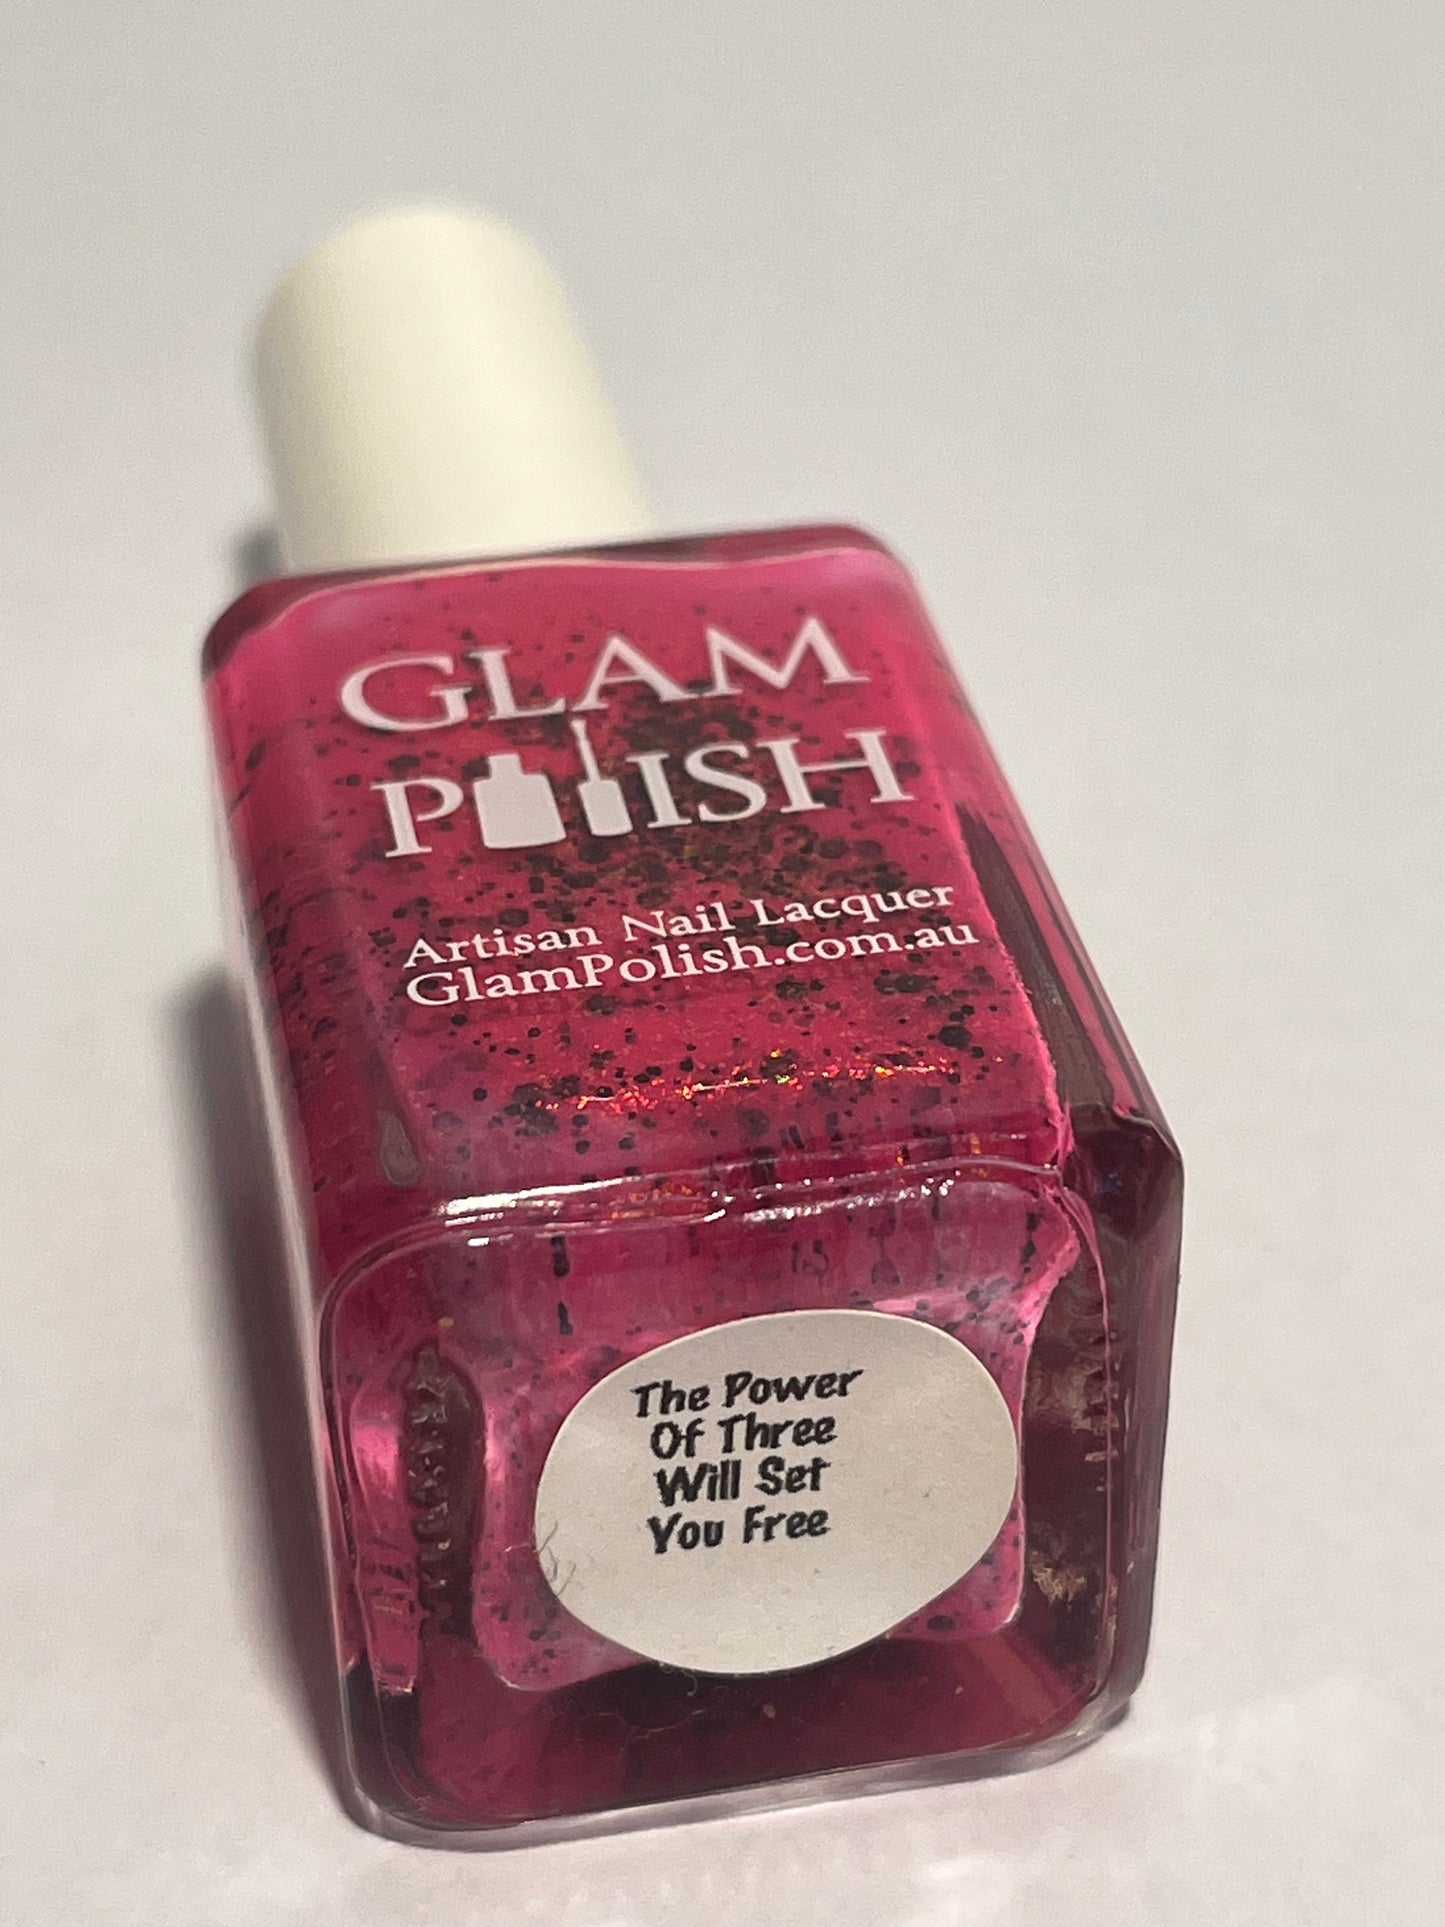 GLAM
POLISH
Artisan Nail Lacquer
GlamPolish.com.au
The Power
Of Three
Will Set
You Free